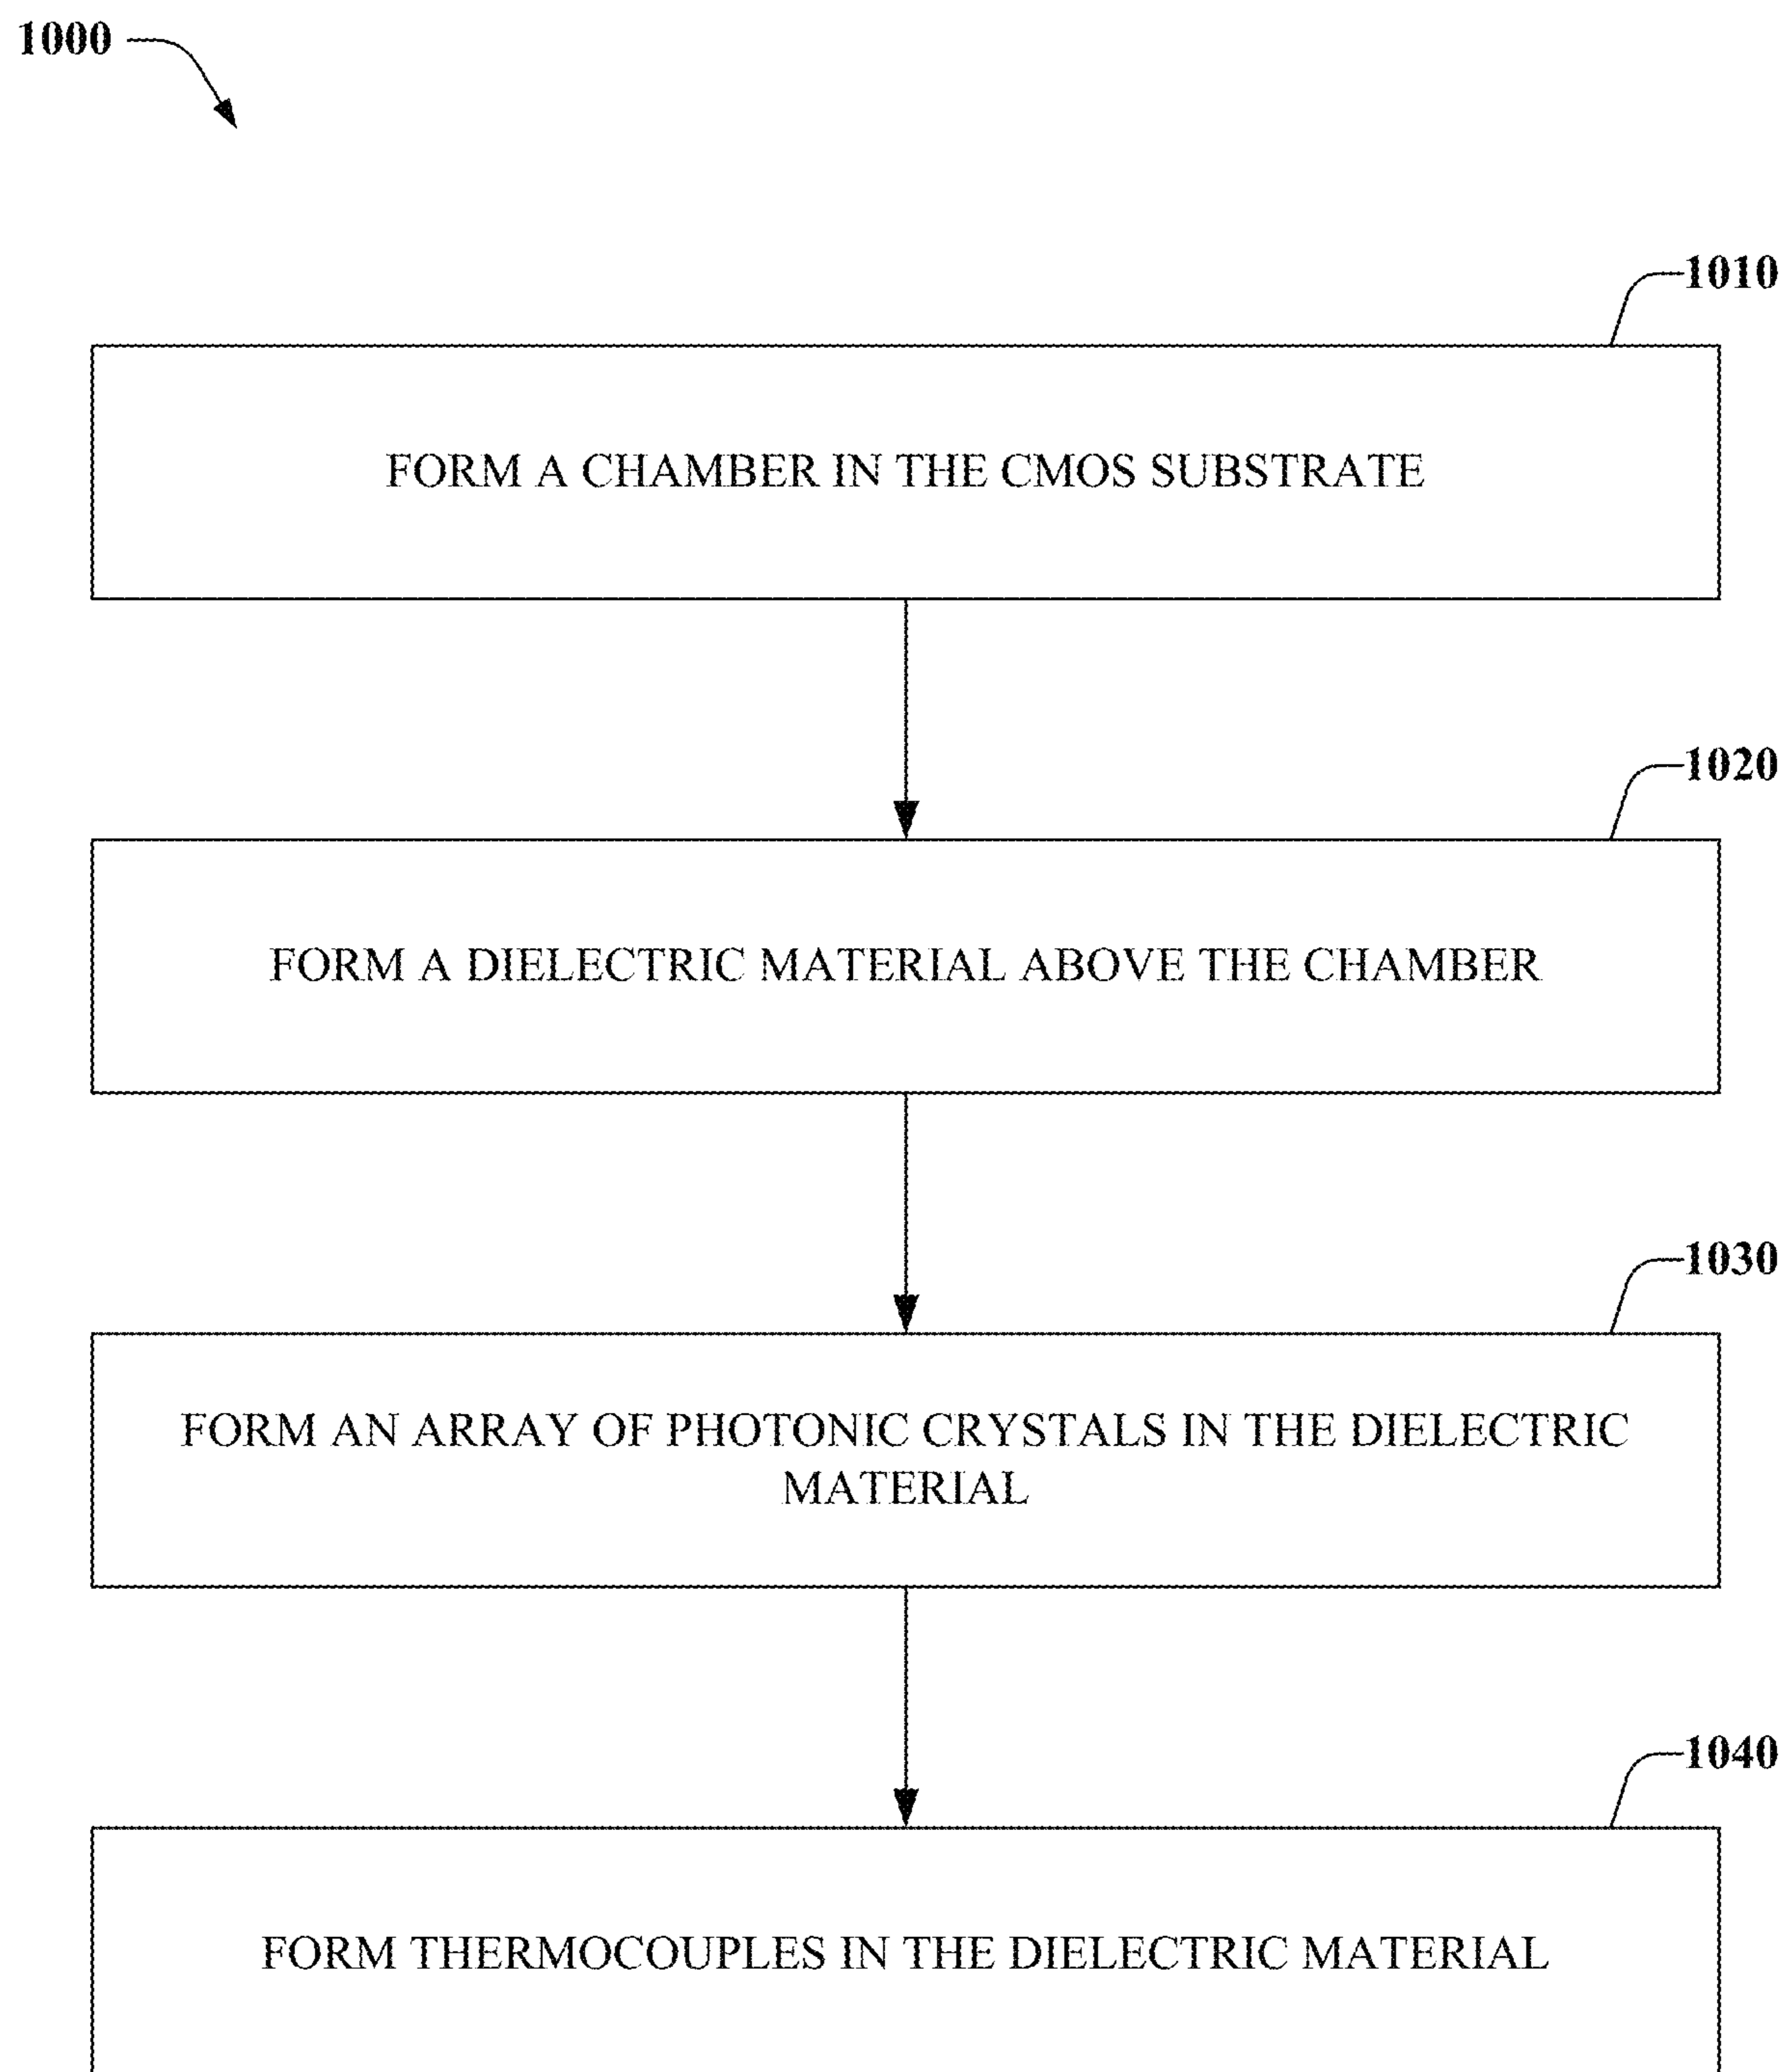 1000
1010
FORM A CHAMBER IN THE CMOS SUBSTRATE
1020
FORM A DIELECTRIC MATERIAL ABOVE THE CHAMBER
1030
FORM AN ARRAY OF PHOTONIC CRYSTALS IN THE DIELECTRIC
MATERIAL
1040
FORM THERMOCOUPLES IN THE DIELECTRIC MATERIAL